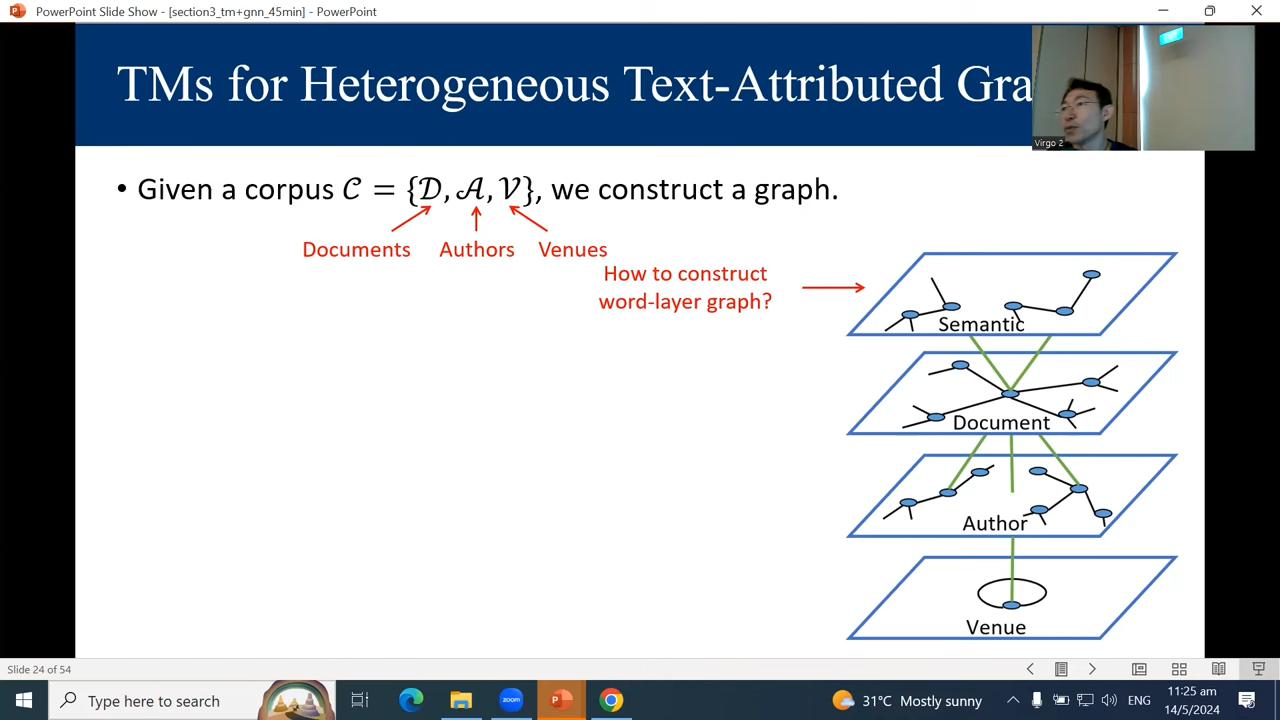 PowerPoint Slide Show - [section3_tm+gnn_45min] - PowerPoint
TMs for Heterogeneous Text-Attributed Gra
Virgo 2
• Given a corpus 𝒞 = {𝒟, 𝒜, 𝒱}, we construct a graph.
Documents
Authors
Venues
How to construct
word-layer graph?
Semantic
Document
Author
Venue
Slide 24 of 54
Type here to search
zoom
31°C Mostly sunny
ENG
11:25 am
14/5/2024